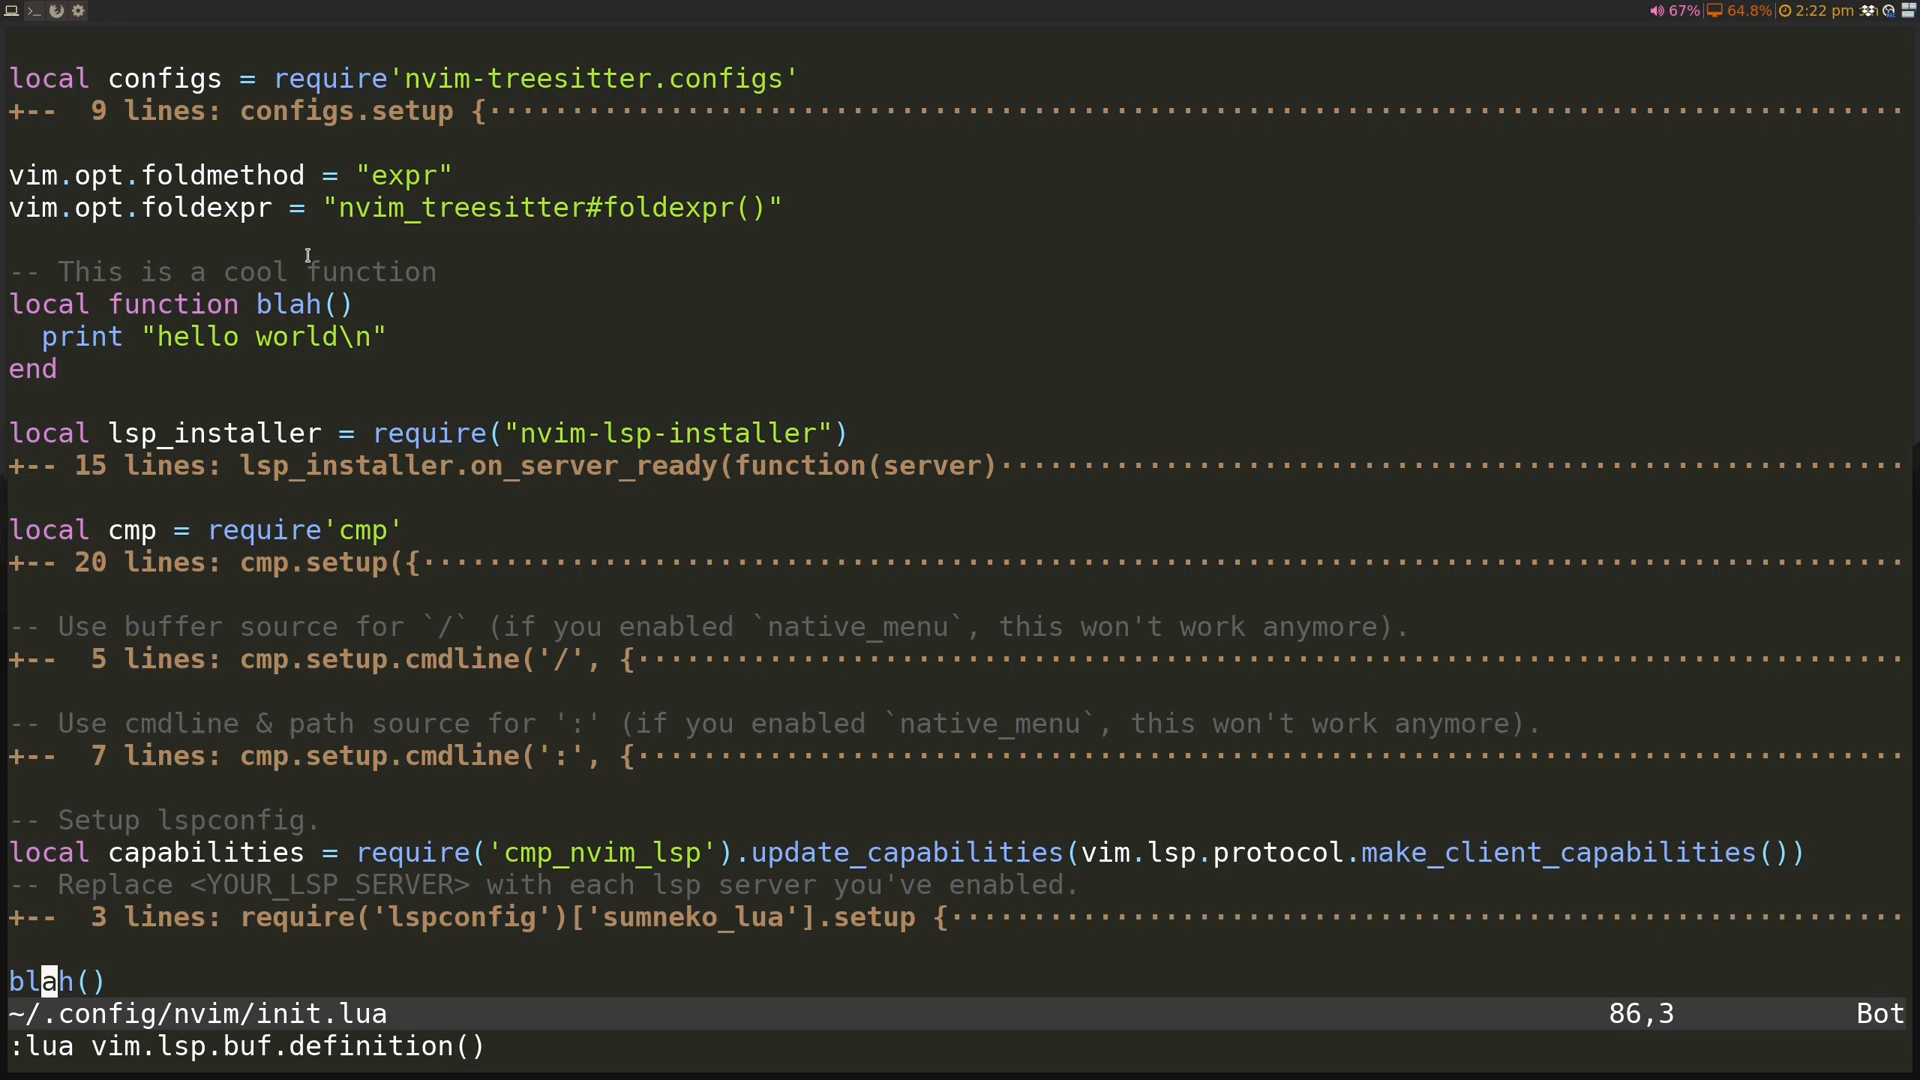 67% 64.8% 2:22 pm
local configs = require'nvim-treesitter.configs'
+--  9 lines: configs.setup {·····················································································
vim.opt.foldmethod = "expr"
vim.opt.foldexpr = "nvim_treesitter#foldexpr()"
-- This is a cool function
local function blah()
  print "hello world\n"
end
local lsp_installer = require("nvim-lsp-installer")
+-- 15 lines: lsp_installer.on_server_ready(function(server)·······················································
local cmp = require'cmp'
+-- 20 lines: cmp.setup({··························································································
-- Use buffer source for `/` (if you enabled `native_menu`, this won't work anymore).
+--  5 lines: cmp.setup.cmdline('/', {·············································································
-- Use cmdline & path source for ':' (if you enabled `native_menu`, this won't work anymore).
+--  7 lines: cmp.setup.cmdline(':', {·············································································
-- Setup lspconfig.
local capabilities = require('cmp_nvim_lsp').update_capabilities(vim.lsp.protocol.make_client_capabilities())
-- Replace <YOUR_LSP_SERVER> with each lsp server you've enabled.
+--  3 lines: require('lspconfig')['sumneko_lua'].setup {··························································
blah()
~/.config/nvim/init.lua 86,3 Bot
:lua vim.lsp.buf.definition()